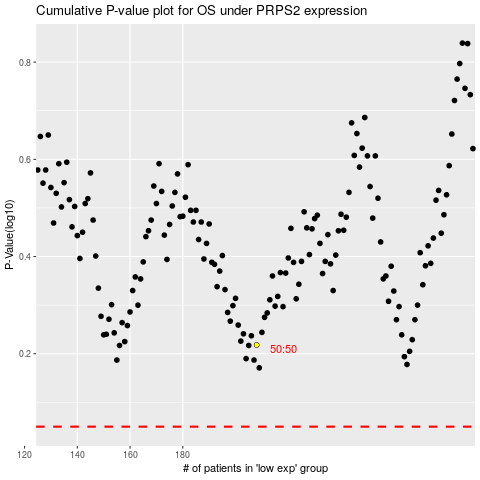 Cumulative P-value plot for OS under PRPS2 expression
P-Value(log10)
0.8
0.6
0.4
0.2
50:50
120 140 160 180
# of patients in 'low exp' group